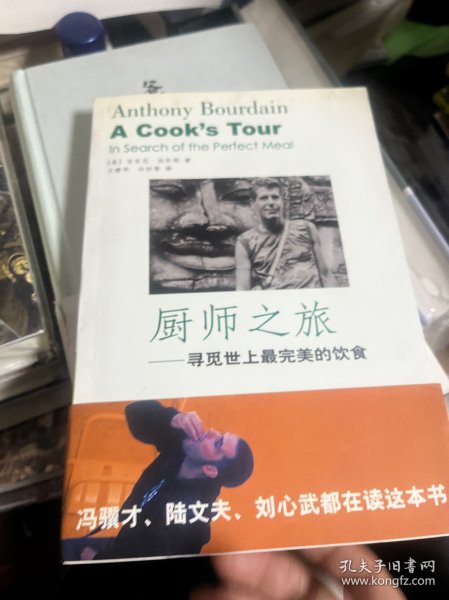 Anthony Bourdain
A Cook's Tour
In Search of the Perfect Meal
厨师之旅
——寻觅世上最完美的饮食
冯骥才、陆文夫、刘心武都在读这本书
孔夫子旧书网
www.kongfz.com